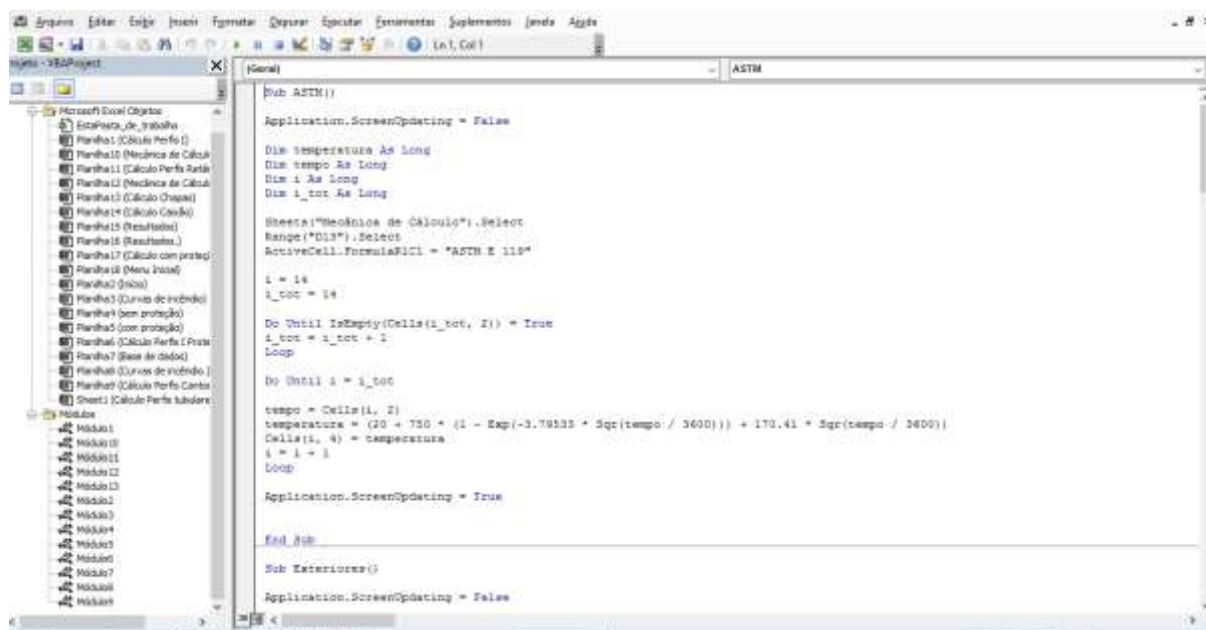 Arquivo Editar Exibir Inserir Formatar Depurar Executar Ferramentas Suplementos Janela Ajuda
Ln 1, Col 1
Projeto - VBAProject
(Geral)
ASTM
Microsoft Excel Objetos
EstaPasta_de_trabalho
Planilha1 (Cálculo Perfis I)
Planilha10 (Mecânica de Cálcul
Planilha11 (Cálculo Perfis Retân
Planilha12 (Mecânica de Cálcul
Planilha13 (Cálculo Chapas)
Planilha14 (Cálculo Caixão)
Planilha15 (Resultados)
Planilha16 (Resultados.)
Planilha17 (Cálculo com proteç
Planilha18 (Menu Inicial)
Planilha2 (Início)
Planilha3 (Curvas de incêndio)
Planilha4 (sem proteção)
Planilha5 (com proteção)
Planilha6 (Cálculo Perfis I Prote
Planilha7 (Base de dados)
Planilha8 (Curvas de incêndio.)
Planilha9 (Cálculo Perfis Canton
Sheet1 (Cálculo Perfis tubulare
Módulos
Módulo1
Módulo10
Módulo11
Módulo12
Módulo13
Módulo2
Módulo3
Módulo4
Módulo5
Módulo6
Módulo7
Módulo8
Módulo9
Sub ASTM()
Application.ScreenUpdating = False
Dim temperatura As Long
Dim tempo As Long
Dim i As Long
Dim i_tot As Long
Sheets("Mecânica de Cálculo").Select
Range("D13").Select
ActiveCell.FormulaR1C1 = "ASTM E 119"
i = 14
i_tot = 14
Do Until IsEmpty(Cells(i_tot, 2)) = True
i_tot = i_tot + 1
Loop
Do Until i = i_tot
tempo = Cells(i, 2)
temperatura = (20 + 750 * (1 - Exp(-3.79533 * Sqr(tempo / 3600))) + 170.41 * Sqr(tempo / 3600))
Cells(i, 4) = temperatura
i = i + 1
Loop
Application.ScreenUpdating = True
End Sub
Sub Exteriores()
Application.ScreenUpdating = False